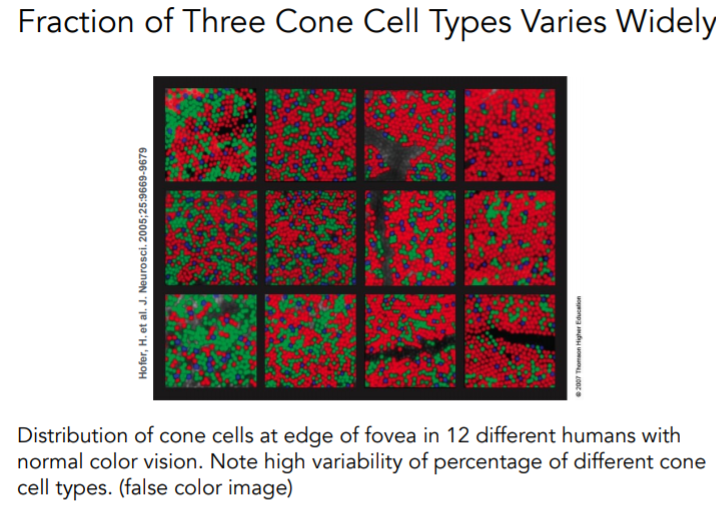 Fraction of Three Cone Cell Types Varies Widely
Hofer, H. et al. J. Neurosci. 2005;25:9669-9679
© 2007 Thomson Higher Education
Distribution of cone cells at edge of fovea in 12 different humans with
normal color vision. Note high variability of percentage of different cone
cell types. (false color image)